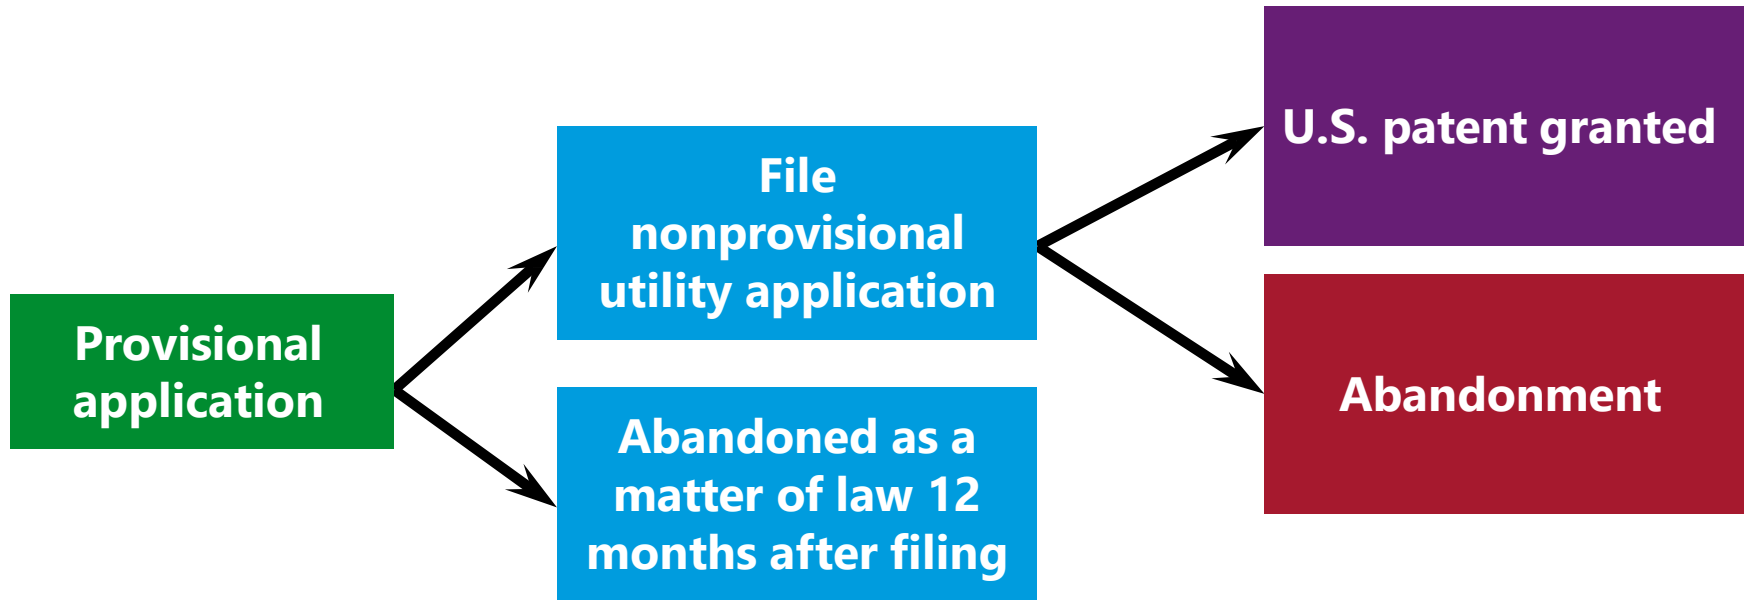 Provisional
application
File
nonprovisional
utility application
Abandoned as a
matter of law 12
months after filing
U.S. patent granted
Abandonment